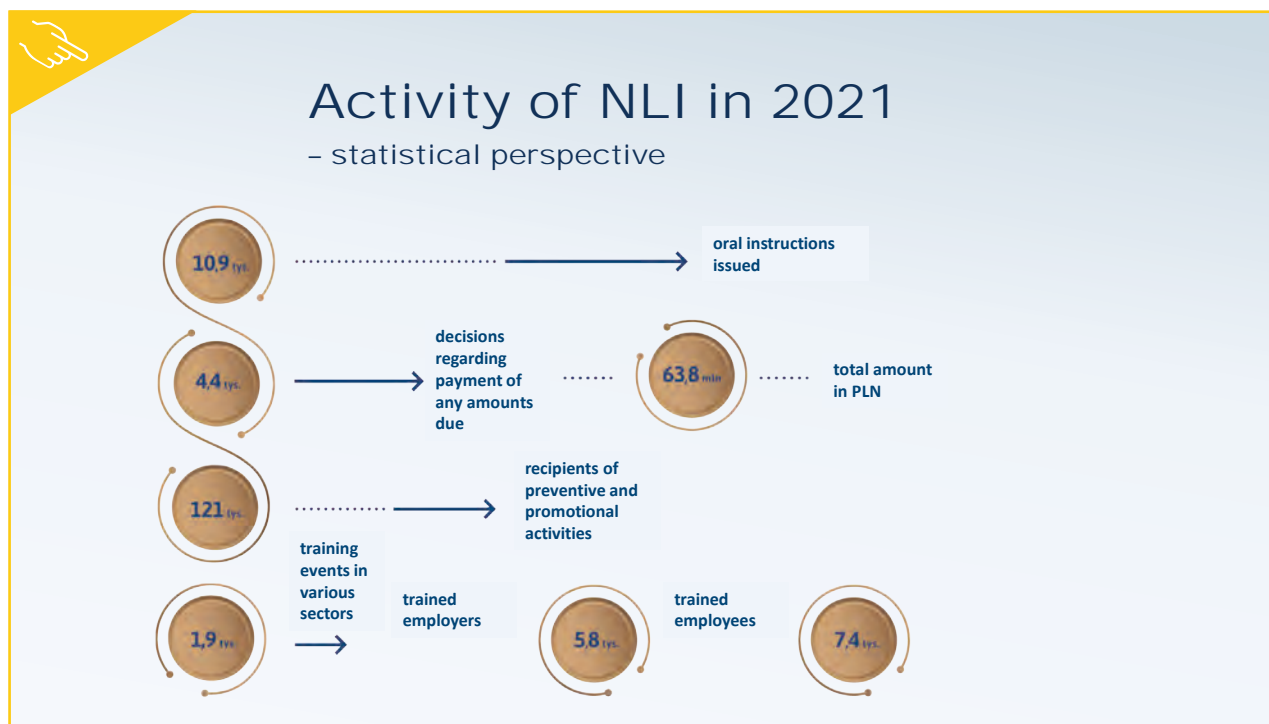 Activity of NLI in 2021
– statistical perspective
10,9 tys.
oral instructions
issued
4,4 tys.
decisions
regarding
payment of
any amounts
due
63,8 mln
total amount
in PLN
121 tys.
recipients of
preventive and
promotional
activities
1,9 tys.
training
events in
various
sectors
trained
employers
5,8 tys.
trained
employees
7,4 tys.